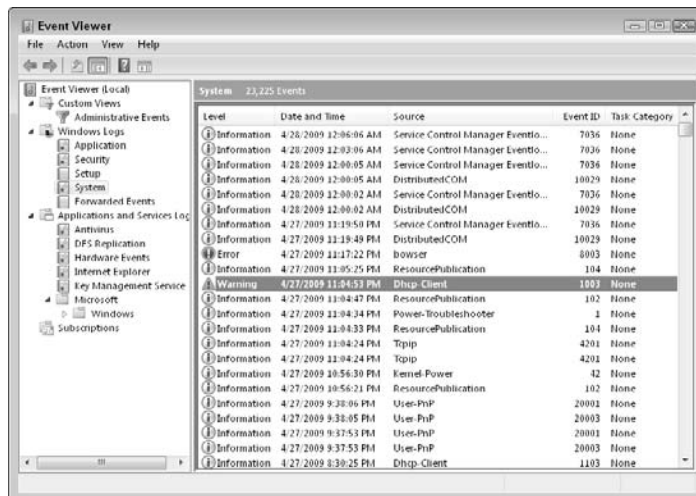 Event Viewer
File Action View Help
Event Viewer (Local)
Custom Views
Administrative Events
Windows Logs
Application
Security
Setup
System
Forwarded Events
Applications and Services Log
Antivirus
DFS Replication
Hardware Events
Internet Explorer
Key Management Service
Microsoft
Windows
Subscriptions
System 23,225 Events
Level Date and Time Source Event ID Task Category
Information 4/28/2009 12:06:06 AM Service Control Manager Eventlo... 7036 None
Information 4/28/2009 12:03:06 AM Service Control Manager Eventlo... 7036 None
Information 4/28/2009 12:00:05 AM Service Control Manager Eventlo... 7036 None
Information 4/28/2009 12:00:05 AM DistributedCOM 10029 None
Information 4/28/2009 12:00:02 AM Service Control Manager Eventlo... 7036 None
Information 4/28/2009 12:00:02 AM DistributedCOM 10029 None
Information 4/27/2009 11:19:50 PM Service Control Manager Eventlo... 7036 None
Information 4/27/2009 11:19:49 PM DistributedCOM 10029 None
Error 4/27/2009 11:17:22 PM bowser 8003 None
Information 4/27/2009 11:05:25 PM ResourcePublication 104 None
Warning 4/27/2009 11:04:53 PM Dhcp-Client 1003 None
Information 4/27/2009 11:04:47 PM ResourcePublication 102 None
Information 4/27/2009 11:04:34 PM Power-Troubleshooter 1 None
Information 4/27/2009 11:04:33 PM ResourcePublication 104 None
Information 4/27/2009 11:04:24 PM Tcpip 4201 None
Information 4/27/2009 11:04:24 PM Tcpip 4201 None
Information 4/27/2009 10:56:30 PM Kernel-Power 42 None
Information 4/27/2009 10:56:21 PM ResourcePublication 102 None
Information 4/27/2009 9:38:06 PM User-PnP 20001 None
Information 4/27/2009 9:38:05 PM User-PnP 20003 None
Information 4/27/2009 9:37:53 PM User-PnP 20001 None
Information 4/27/2009 9:37:53 PM User-PnP 20003 None
Information 4/27/2009 8:30:25 PM Dhcp-Client 1103 None